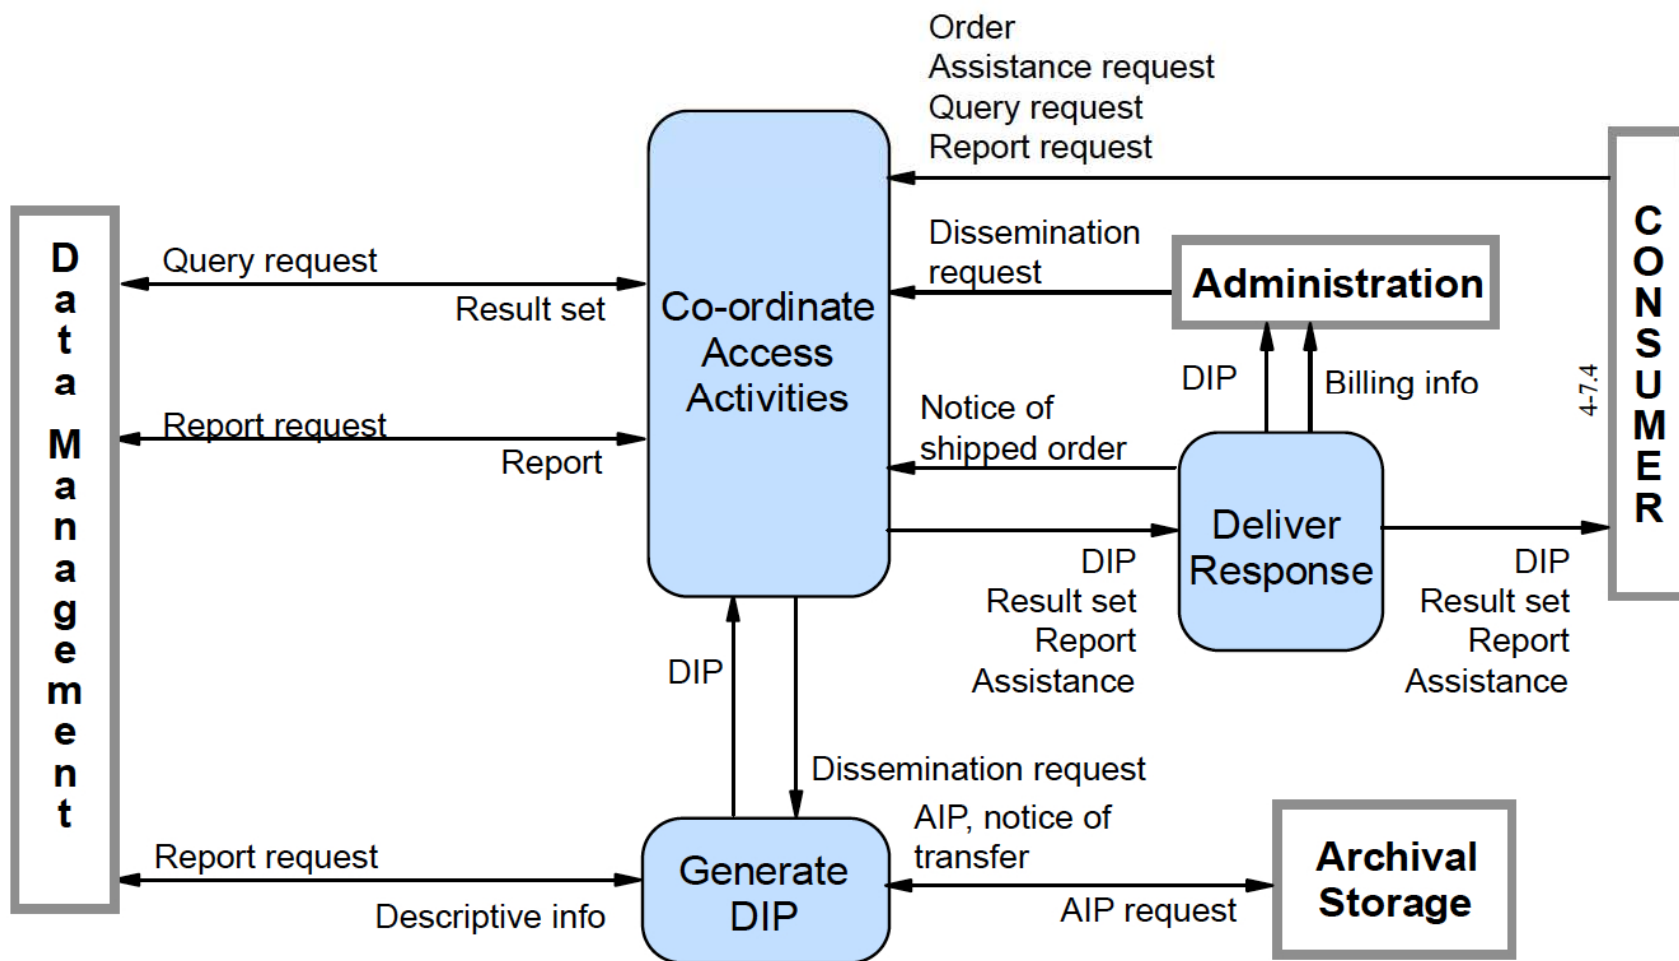 Order
Assistance request
Query request
Report request
CONSUMER
Data Management
Query request
Result set
Co-ordinate
Access
Activities
Dissemination
request
Administration
DIP
Billing info
4-7.4
Report request
Report
Notice of
shipped order
Deliver
Response
DIP
Result set
Report
Assistance
DIP
Result set
Report
Assistance
DIP
Dissemination request
Report request
Descriptive info
Generate
DIP
AIP, notice of
transfer
AIP request
Archival
Storage